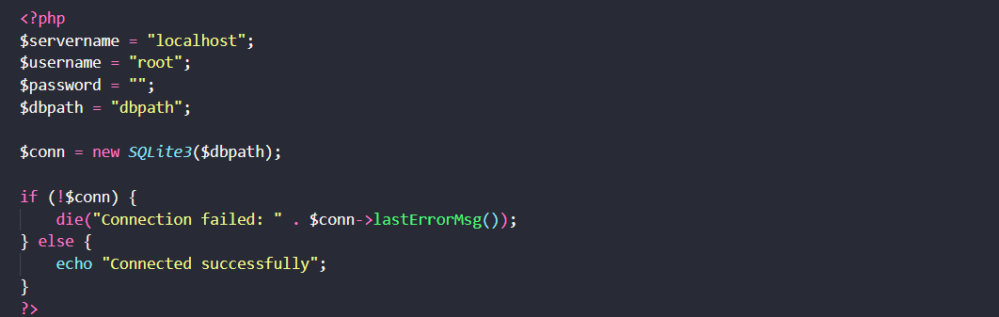 <?php
$servername = "localhost";
$username = "root";
$password = "";
$dbpath = "dbpath";
$conn = new SQLite3($dbpath);
if (!$conn) {
    die("Connection failed: " . $conn->lastErrorMsg());
} else {
    echo "Connected successfully";
}
?>